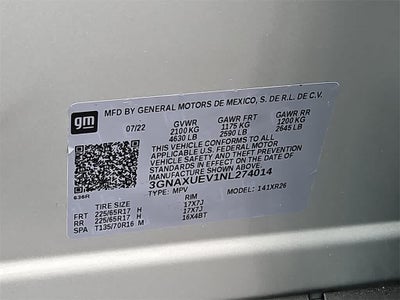 gm
MFD BY GENERAL MOTORS DE MEXICO, S. DE R.L. DE C.V.
07/22 GVWR GAWR FRT GAWR RR
2100 KG 1175 KG 1200 KG
4630 LB 2590 LB 2645 LB
THIS VEHICLE CONFORMS TO ALL
APPLICABLE U.S. FEDERAL MOTOR
VEHICLE SAFETY AND THEFT PREVENTION
STANDARDS IN EFFECT ON THE DATE OF
MANUFACTURE SHOWN ABOVE.
3GNAXUEV1NL274014
TYPE: MPV MODEL: 141XR26
636R
TIRE SIZE RIM
FRT 225/65R17 H 17X7J
RR 225/65R17 H 17X7J
SPA T135/70R16 M 16X4BT